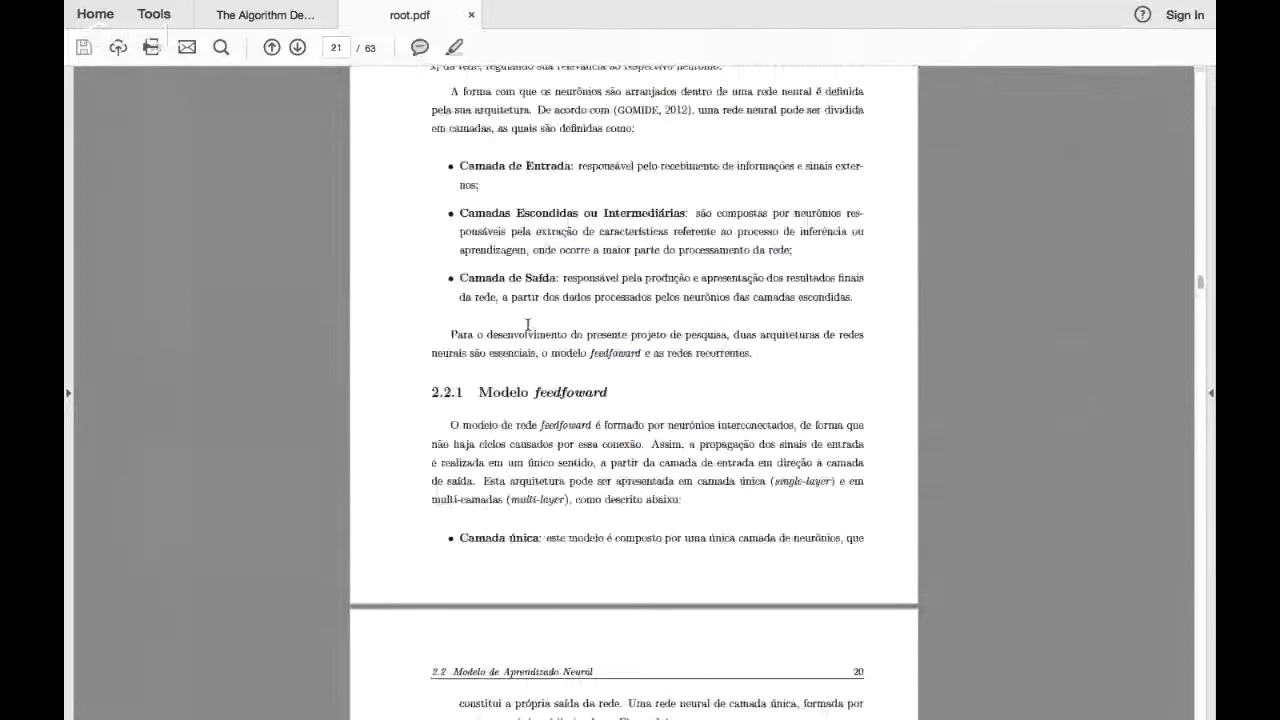 Home
Tools
The Algorithm De...
root.pdf
×
?
Sign In
21 / 63
x, da rede, regulando sua relevância ao respectivo neurônio.
A forma com que os neurônios são arranjados dentro de uma rede neural é definida
pela sua arquitetura. De acordo com (GOMIDE, 2012), uma rede neural pode ser dividida
em camadas, as quais são definidas como:
• Camada de Entrada: responsável pelo recebimento de informações e sinais exter-
nos;
• Camadas Escondidas ou Intermediárias: são compostas por neurônios res-
ponsáveis pela extração de características referente ao processo de inferência ou
aprendizagem, onde ocorre a maior parte do processamento da rede;
• Camada de Saída: responsável pela produção e apresentação dos resultados finais
da rede, a partir dos dados processados pelos neurônios das camadas escondidas.
Para o desenvolvimento do presente projeto de pesquisa, duas arquiteturas de redes
neurais são essenciais, o modelo feedfoward e as redes recorrentes.
2.2.1 Modelo feedfoward
O modelo de rede feedfoward é formado por neurônios interconectados, de forma que
não haja ciclos causados por essa conexão. Assim, a propagação dos sinais de entrada
é realizada em um único sentido, a partir da camada de entrada em direção à camada
de saída. Esta arquitetura pode ser apresentada em camada única (single-layer) e em
multi-camadas (multi-layer), como descrito abaixo:
• Camada única: este modelo é composto por uma única camada de neurônios, que
2.2 Modelo de Aprendizado Neural 20
constitui a própria saída da rede. Uma rede neural de camada única, formada por